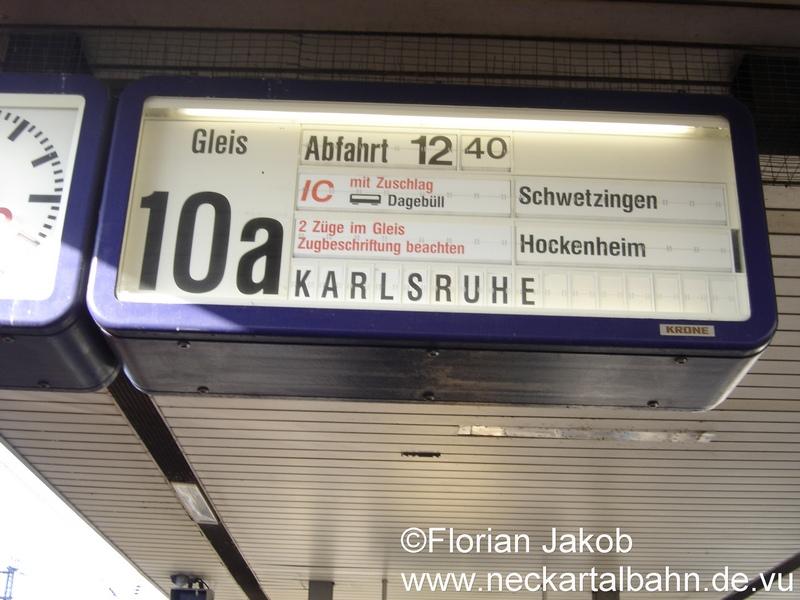 Gleis
10a
Abfahrt 12 40
IC mit Zuschlag
Dagebüll
Schwetzingen
2 Züge im Gleis
Zugbeschriftung beachten
Hockenheim
KARLSRUHE
KRONE
©Florian Jakob
www.neckartalbahn.de.vu